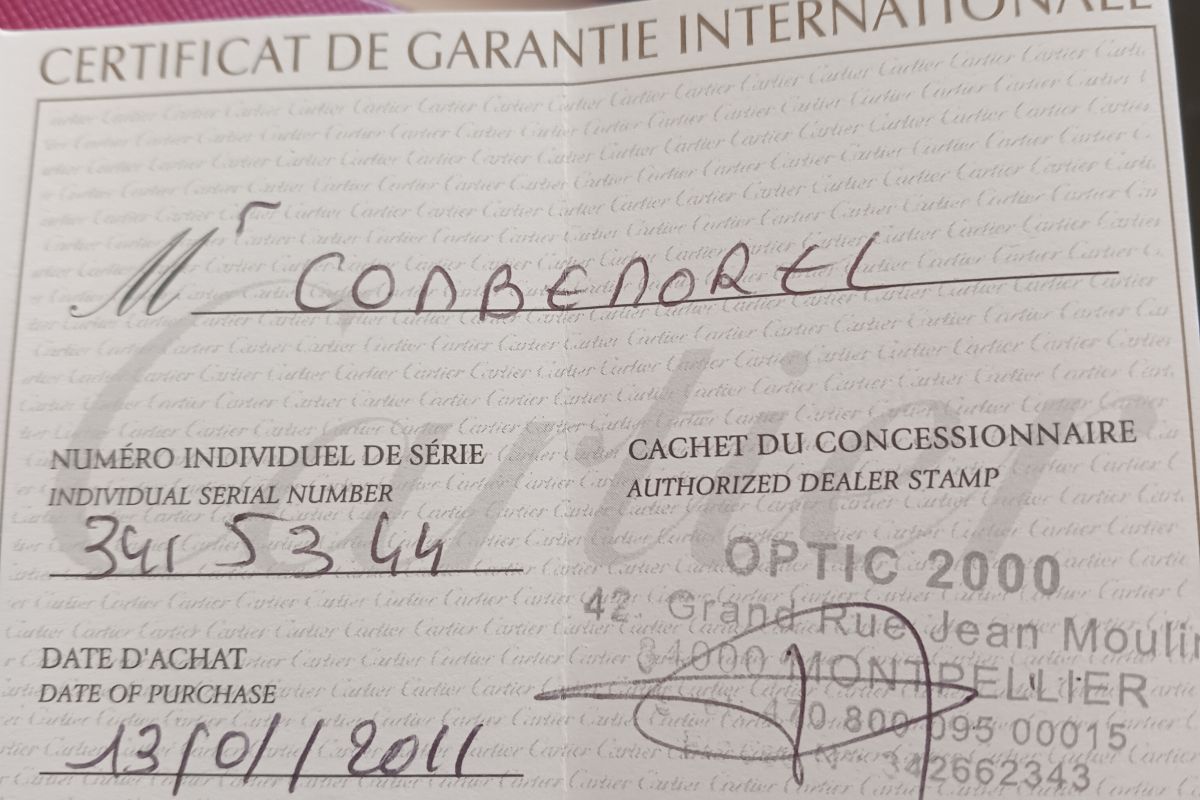 CERTIFICAT DE GARANTIE INTERNATIONALE
Mr CONBENOREL
NUMÉRO INDIVIDUEL DE SÉRIE
INDIVIDUAL SERIAL NUMBER
5344
DATE D'ACHAT
DATE OF PURCHASE
13/01/2011
CACHET DU CONCESSIONNAIRE
AUTHORIZED DEALER STAMP
OPTIC 2000
42, Grand Rue Jean Moulin
34000 MONTPELLIER
470 800 095 00015
342662343
Cartier